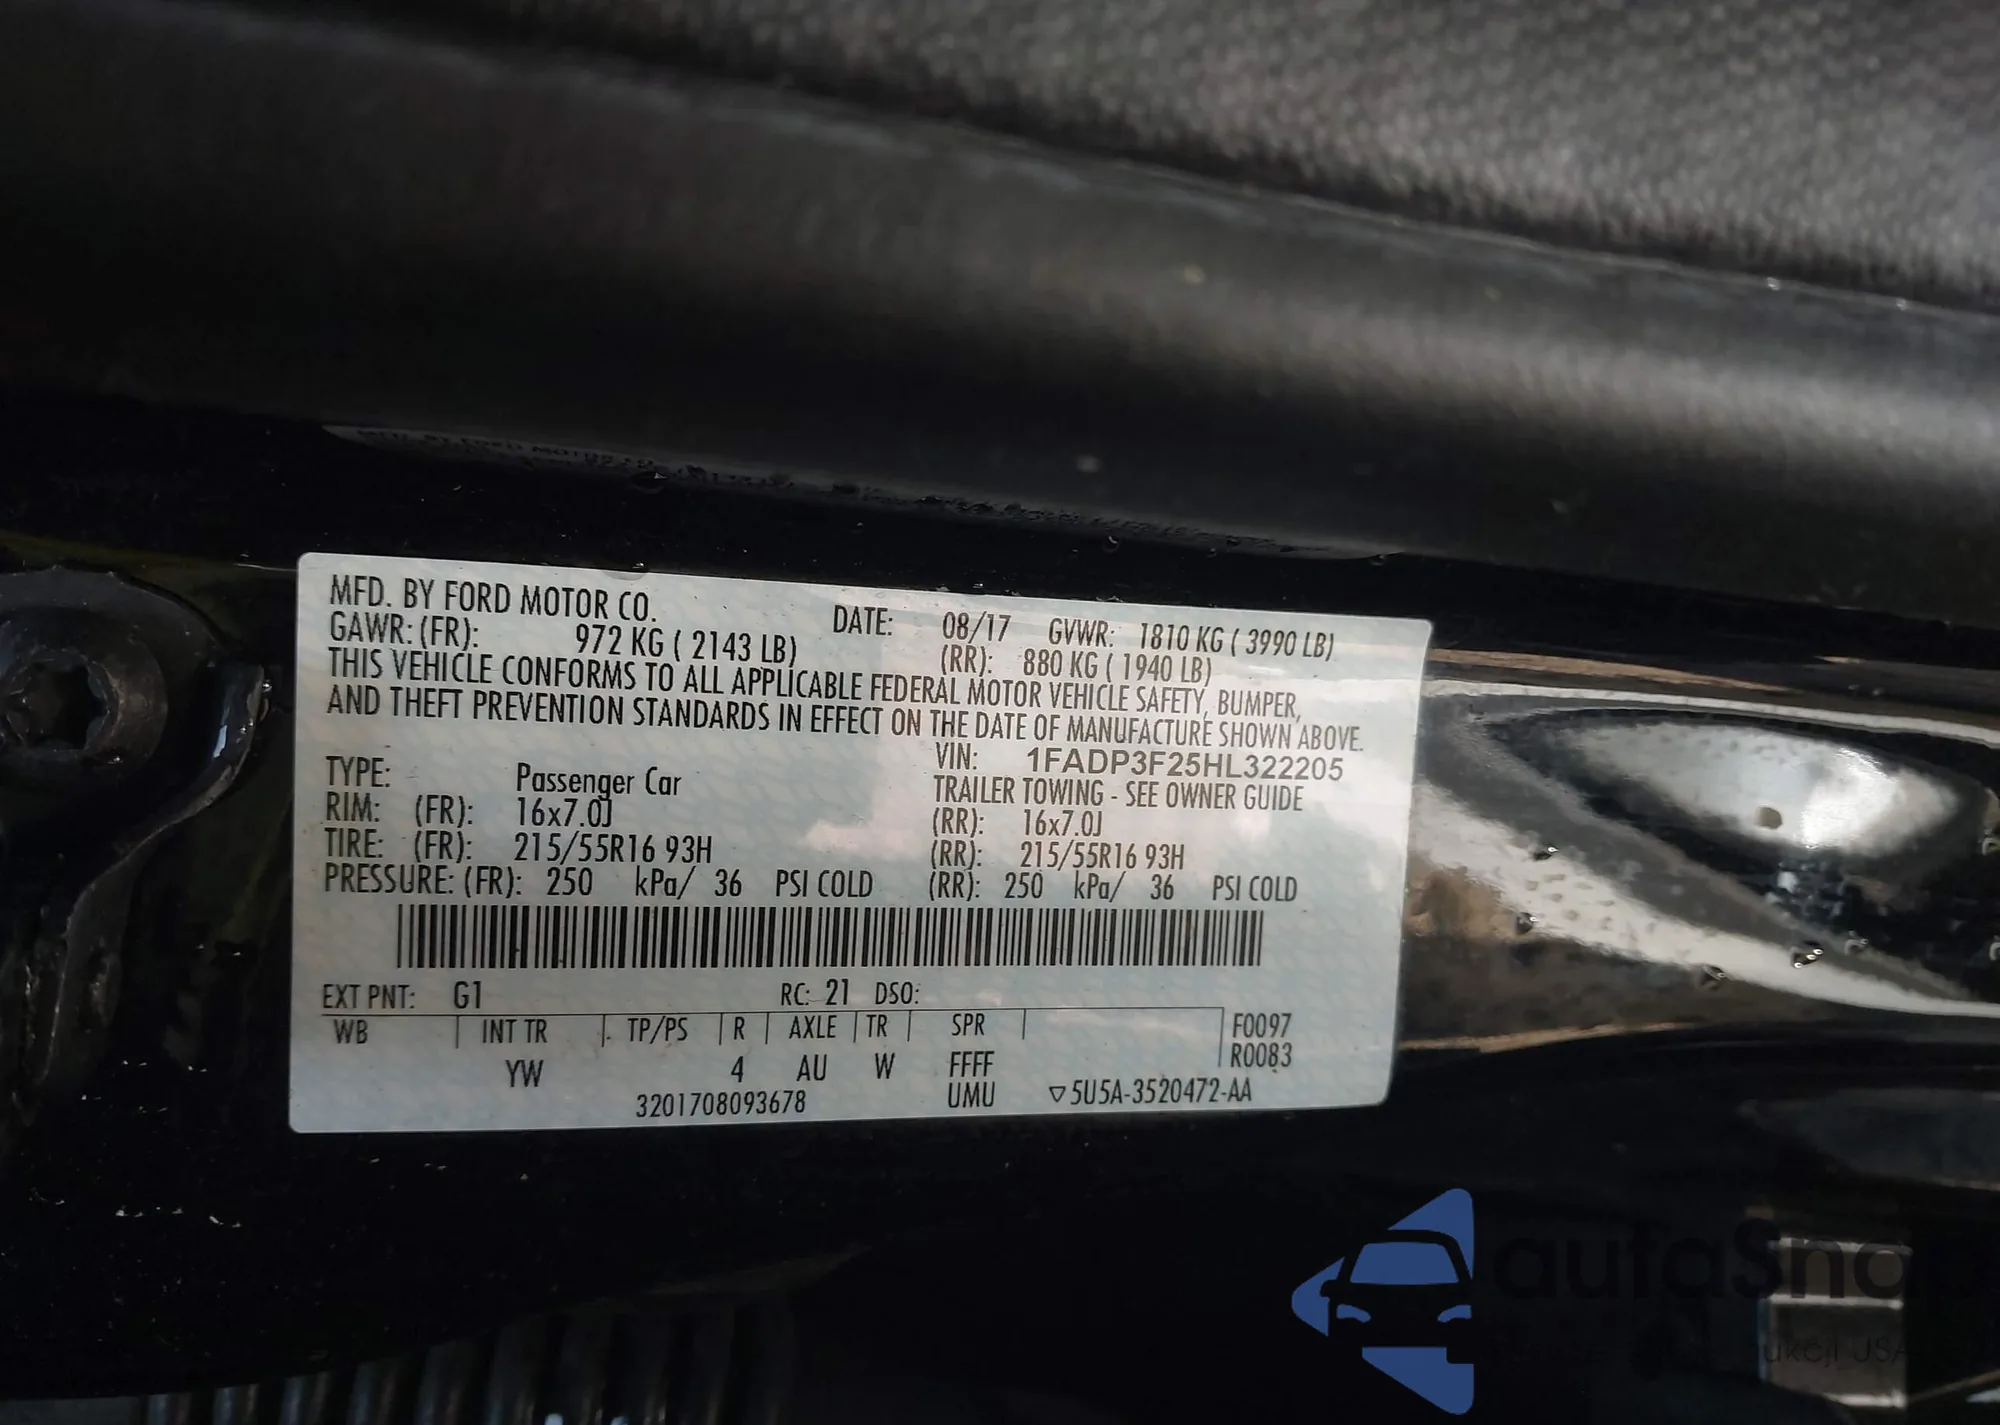 MFD. BY FORD MOTOR CO. DATE: 08/17 GVWR: 1810 KG ( 3990 LB)
GAWR: (FR): 972 KG ( 2143 LB) (RR): 880 KG ( 1940 LB)
THIS VEHICLE CONFORMS TO ALL APPLICABLE FEDERAL MOTOR VEHICLE SAFETY, BUMPER,
AND THEFT PREVENTION STANDARDS IN EFFECT ON THE DATE OF MANUFACTURE SHOWN ABOVE.
VIN: 1FADP3F25HL322205
TYPE: Passenger Car TRAILER TOWING - SEE OWNER GUIDE
RIM: (FR): 16x7.0J (RR): 16x7.0J
TIRE: (FR): 215/55R16 93H (RR): 215/55R16 93H
PRESSURE: (FR): 250 kPa/ 36 PSI COLD (RR): 250 kPa/ 36 PSI COLD
EXT PNT: G1 RC: 21 DSO:
WB INT TR TP/PS R AXLE TR SPR F0097
YW 4 AU W FFFF R0083
3201708093678 UMU ▽5U5A-3520472-AA
autaSnap
USA